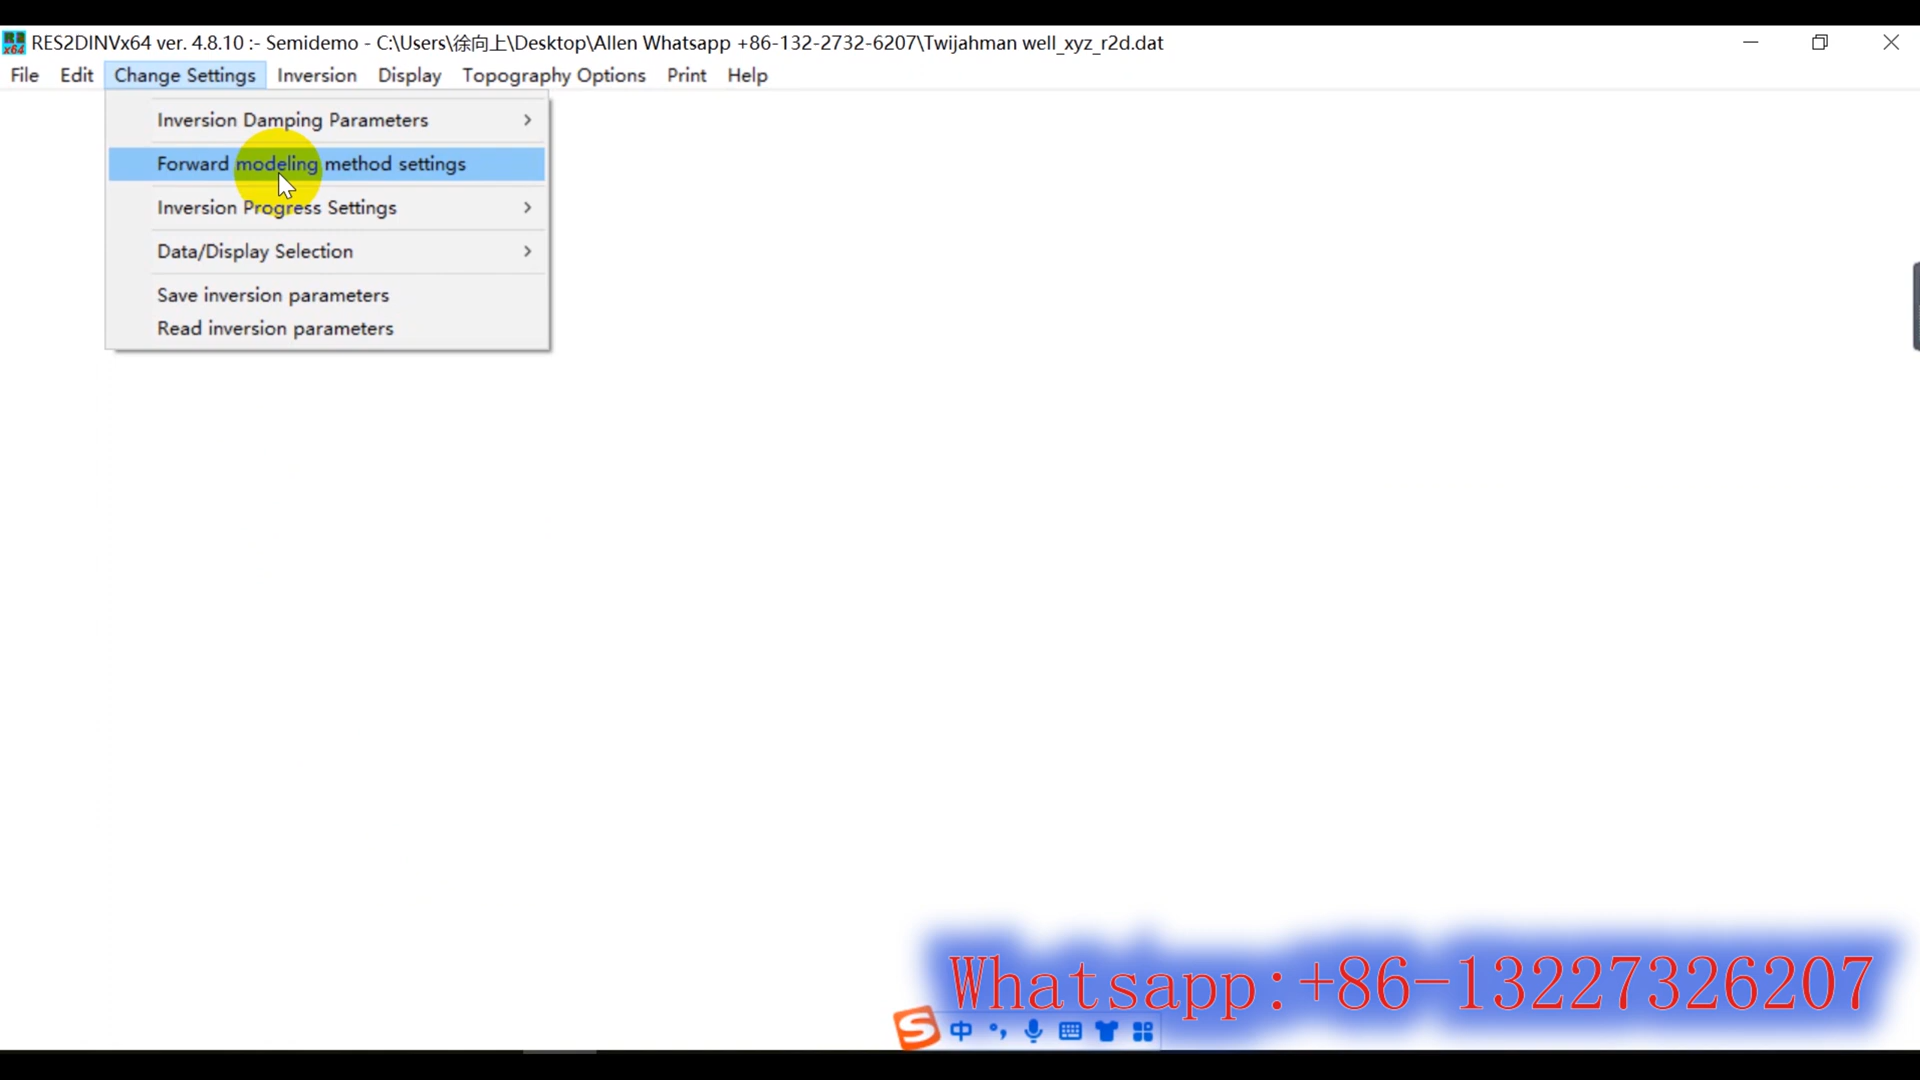 RES2DINVx64 ver. 4.8.10 :- Semidemo - C:\Users\徐向上\Desktop\Allen Whatsapp +86-132-2732-6207\Twijahman well_xyz_r2d.dat
File Edit Change Settings Inversion Display Topography Options Print Help
Inversion Damping Parameters
Forward modeling method settings
Inversion Progress Settings
Data/Display Selection
Save inversion parameters
Read inversion parameters
Whatsapp:+86-13227326207
中